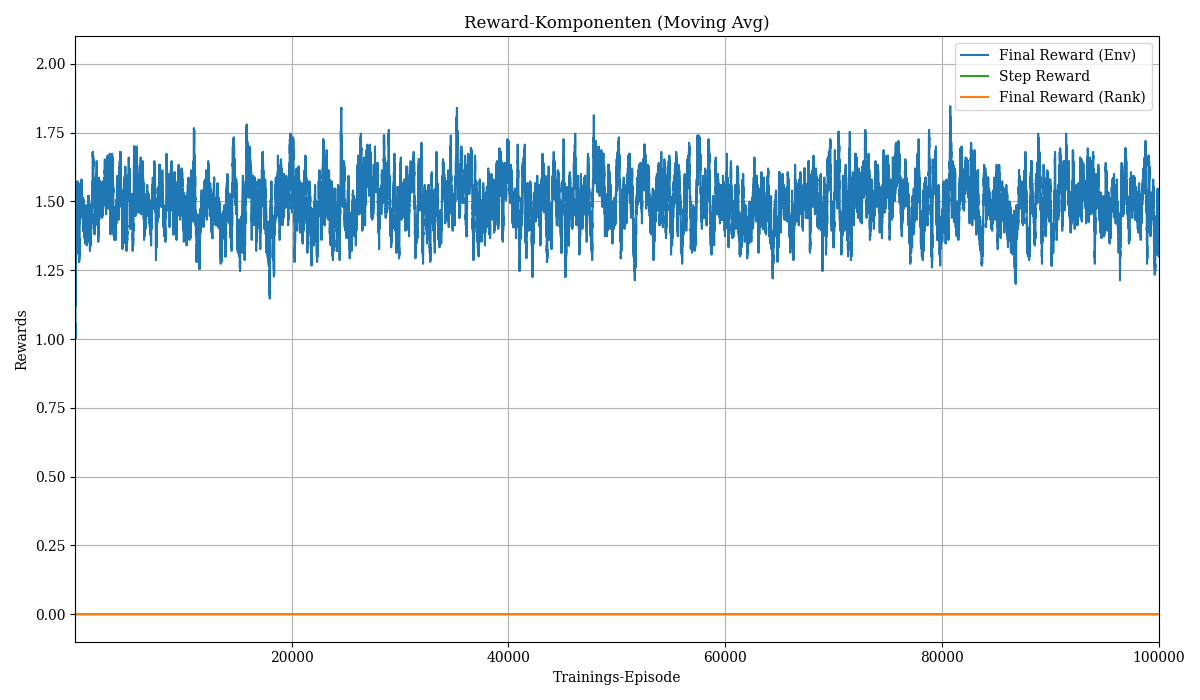 Reward-Komponenten (Moving Avg)
Final Reward (Env)
Step Reward
Final Reward (Rank)
Rewards
2.00
1.75
1.50
1.25
1.00
0.75
0.50
0.25
0.00
20000 40000 60000 80000 100000
Trainings-Episode